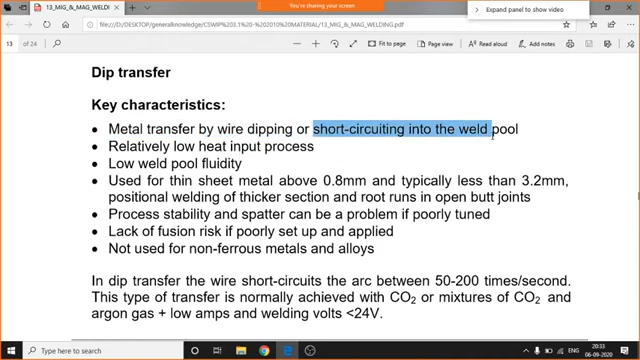 13_MIG_&_MAG_WELDING.pdf
You're sharing your screen
Expand panel to show video
file:///D:/DESKTOP/generalknowledge/CSWIP%203.1%20-%202010%20MATERIAL/13_MIG_&_MAG_WELDING.pdf
13 of 24
Fit to page
Page view
Read aloud
Add notes
Dip transfer
Key characteristics:
• Metal transfer by wire dipping or short-circuiting into the weld pool
• Relatively low heat input process
• Low weld pool fluidity
• Used for thin sheet metal above 0.8mm and typically less than 3.2mm,
positional welding of thicker section and root runs in open butt joints
• Process stability and spatter can be a problem if poorly tuned
• Lack of fusion risk if poorly set up and applied
• Not used for non-ferrous metals and alloys
In dip transfer the wire short-circuits the arc between 50-200 times/second.
This type of transfer is normally achieved with CO2 or mixtures of CO2 and
argon gas + low amps and welding volts <24V.
ENG
20:33
06-09-2020